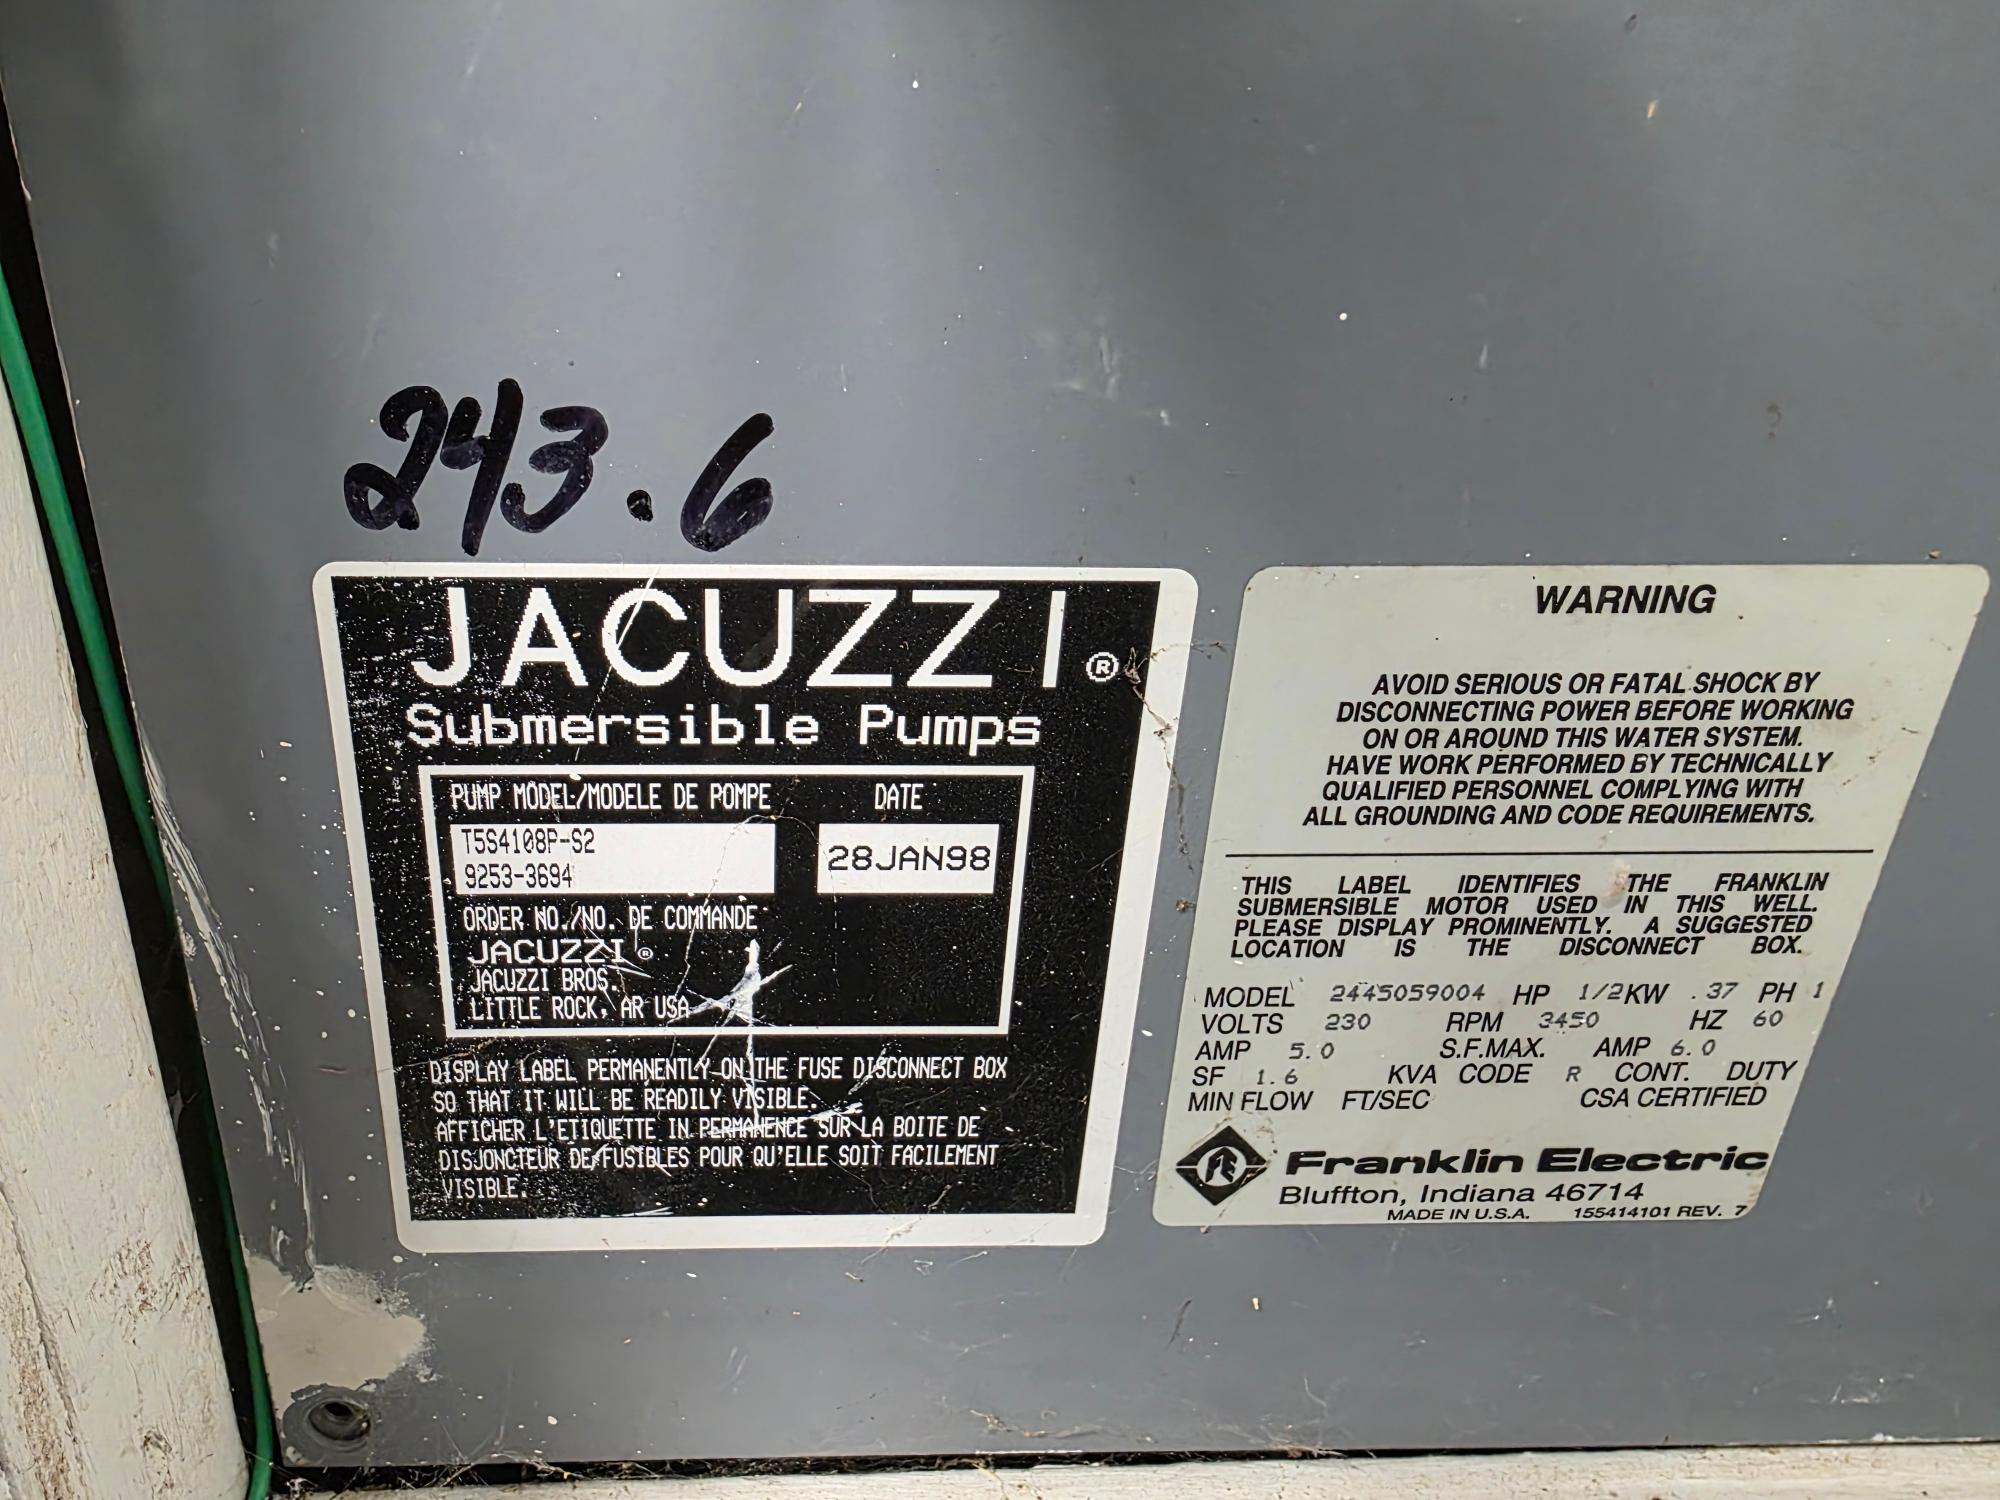 243.6
JACUZZI®
Submersible Pumps
PUMP MODEL/MODELE DE POMPE DATE
T5S4108P-S2
9253-3694
28JAN98
ORDER NO./NO. DE COMMANDE
JACUZZI®
JACUZZI BROS.
LITTLE ROCK, AR USA
DISPLAY LABEL PERMANENTLY ON THE FUSE DISCONNECT BOX
SO THAT IT WILL BE READILY VISIBLE.
AFFICHER L'ETIQUETTE IN PERMANENCE SUR LA BOITE DE
DISJONCTEUR DE FUSIBLES POUR QU'ELLE SOIT FACILEMENT
VISIBLE.
WARNING
AVOID SERIOUS OR FATAL SHOCK BY
DISCONNECTING POWER BEFORE WORKING
ON OR AROUND THIS WATER SYSTEM.
HAVE WORK PERFORMED BY TECHNICALLY
QUALIFIED PERSONNEL COMPLYING WITH
ALL GROUNDING AND CODE REQUIREMENTS.
THIS LABEL IDENTIFIES THE FRANKLIN
SUBMERSIBLE MOTOR USED IN THIS WELL.
PLEASE DISPLAY PROMINENTLY. A SUGGESTED
LOCATION IS THE DISCONNECT BOX.
MODEL 2445059004 HP 1/2 KW .37 PH 1
VOLTS 230 RPM 3450 HZ 60
AMP 5.0 S.F.MAX. AMP 6.0
SF 1.6 KVA CODE R CONT. DUTY
MIN FLOW FT/SEC CSA CERTIFIED
FE Franklin Electric
Bluffton, Indiana 46714
MADE IN U.S.A. 155414101 REV. 7